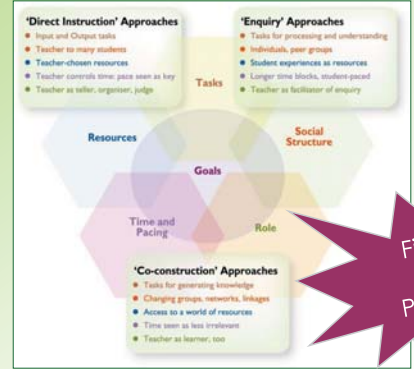 'Direct Instruction' Approaches
Input and Output tasks
Teacher to many students
Teacher-chosen resources
Teacher controls time: pace seen as key
Teacher as seller, organiser, judge
'Enquiry' Approaches
Tasks for processing and understanding
Individuals, peer groups
Student experiences as resources
Longer time blocks, student-paced
Teacher as facilitator of enquiry
Tasks
Resources
Social
Structure
Goals
Time and
Pacing
Role
'Co-construction' Approaches
Tasks for generating knowledge
Changing groups, networks, linkages
Access to a world of resources
Time seen as less irrelevant
Teacher as learner, too